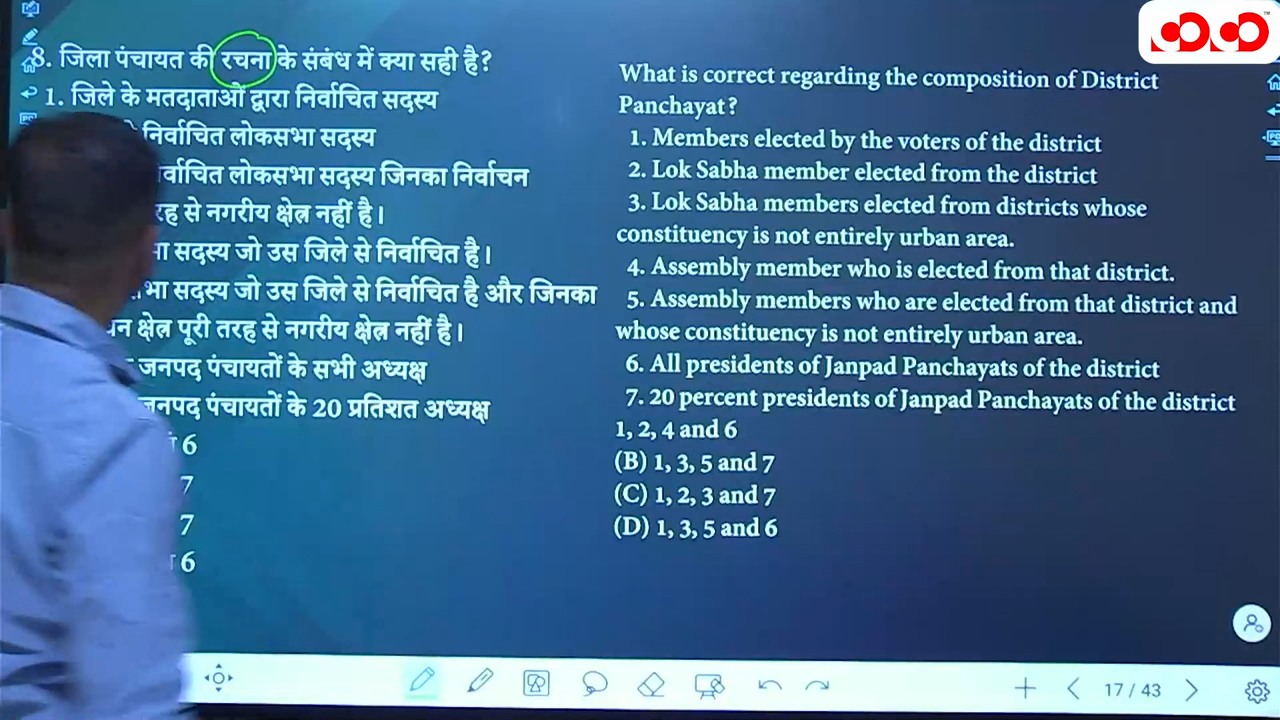 8. जिला पंचायत की रचना के संबंध में क्या सही है?
1. जिले के मतदाताओं द्वारा निर्वाचित सदस्य
निर्वाचित लोकसभा सदस्य
निर्वाचित लोकसभा सदस्य जिनका निर्वाचन
तरह से नगरीय क्षेत्र नहीं है।
सदस्य जो उस जिले से निर्वाचित है।
सदस्य जो उस जिले से निर्वाचित है और जिनका
क्षेत्र पूरी तरह से नगरीय क्षेत्र नहीं है।
जनपद पंचायतों के सभी अध्यक्ष
जनपद पंचायतों के 20 प्रतिशत अध्यक्ष
6
7
7
6
What is correct regarding the composition of District
Panchayat?
1. Members elected by the voters of the district
2. Lok Sabha member elected from the district
3. Lok Sabha members elected from districts whose
constituency is not entirely urban area.
4. Assembly member who is elected from that district.
5. Assembly members who are elected from that district and
whose constituency is not entirely urban area.
6. All presidents of Janpad Panchayats of the district
7. 20 percent presidents of Janpad Panchayats of the district
1, 2, 4 and 6
(B) 1, 3, 5 and 7
(C) 1, 2, 3 and 7
(D) 1, 3, 5 and 6
17 / 43